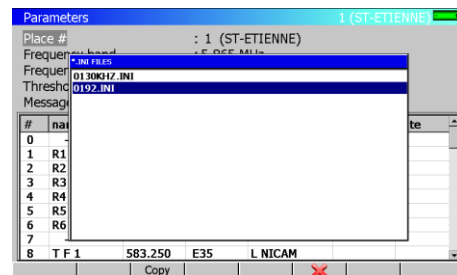 Parameters 1 (ST-ETIENNE)
Place # : 1 (ST-ETIENNE)
*.INI FILES
0130KHZ.INI
0192.INI
# te
0
1 R1
2 R2
3 R3
4 R4
5 R5
6 R6
7
8 T F 1 583.250 E35 L NICAM
Copy